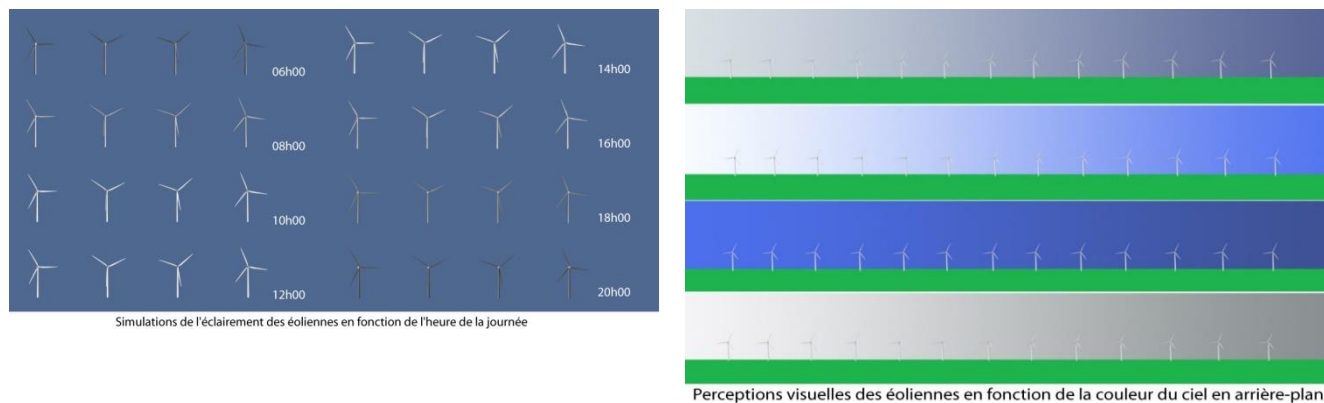 06h00
14h00
08h00
16h00
10h00
18h00
12h00
20h00
Simulations de l'éclairement des éoliennes en fonction de l'heure de la journée
Perceptions visuelles des éoliennes en fonction de la couleur du ciel en arrière-plan